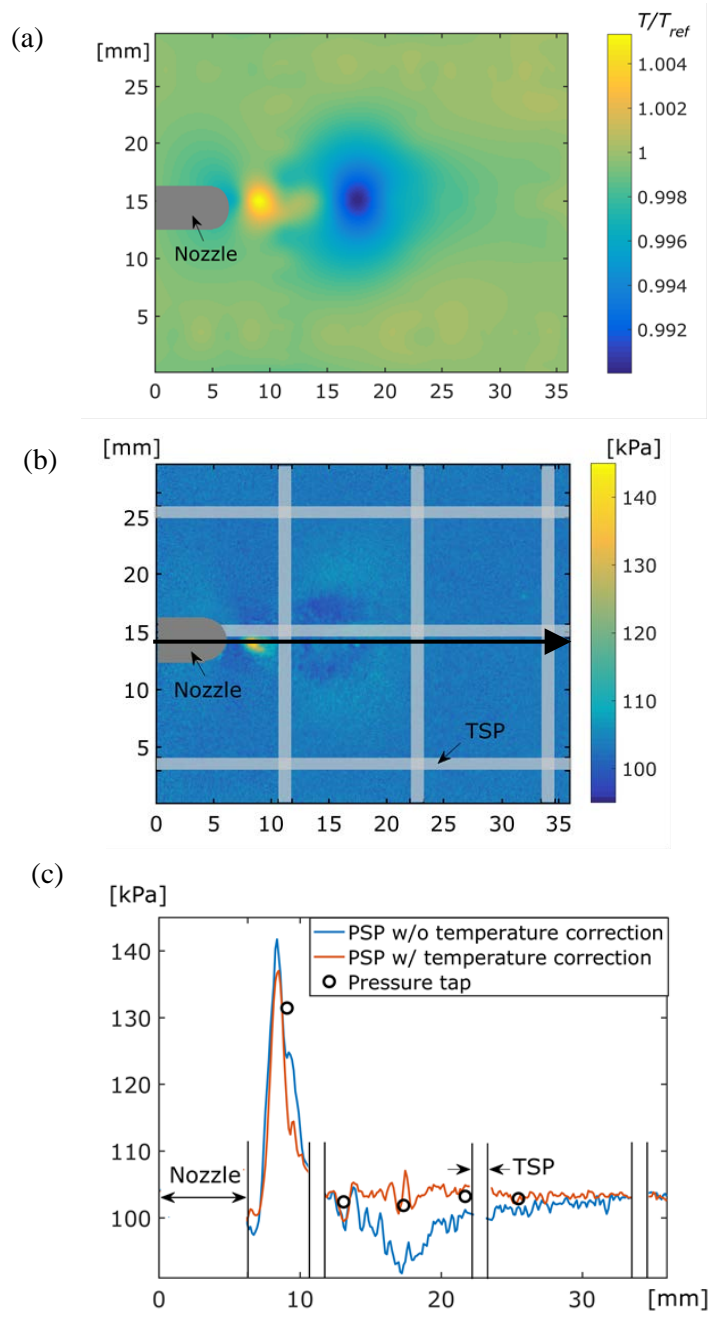 (a)
[mm]
T/Tref
25
20
15
10
5
Nozzle
0 5 10 15 20 25 30 35
1.004
1.002
1
0.998
0.996
0.994
0.992
(b)
[mm]
[kPa]
25
20
15
10
5
Nozzle
TSP
0 5 10 15 20 25 30 35
140
130
120
110
100
(c)
[kPa]
140
130
120
110
100
PSP w/o temperature correction
PSP w/ temperature correction
Pressure tap
Nozzle
TSP
0 10 20 30 [mm]